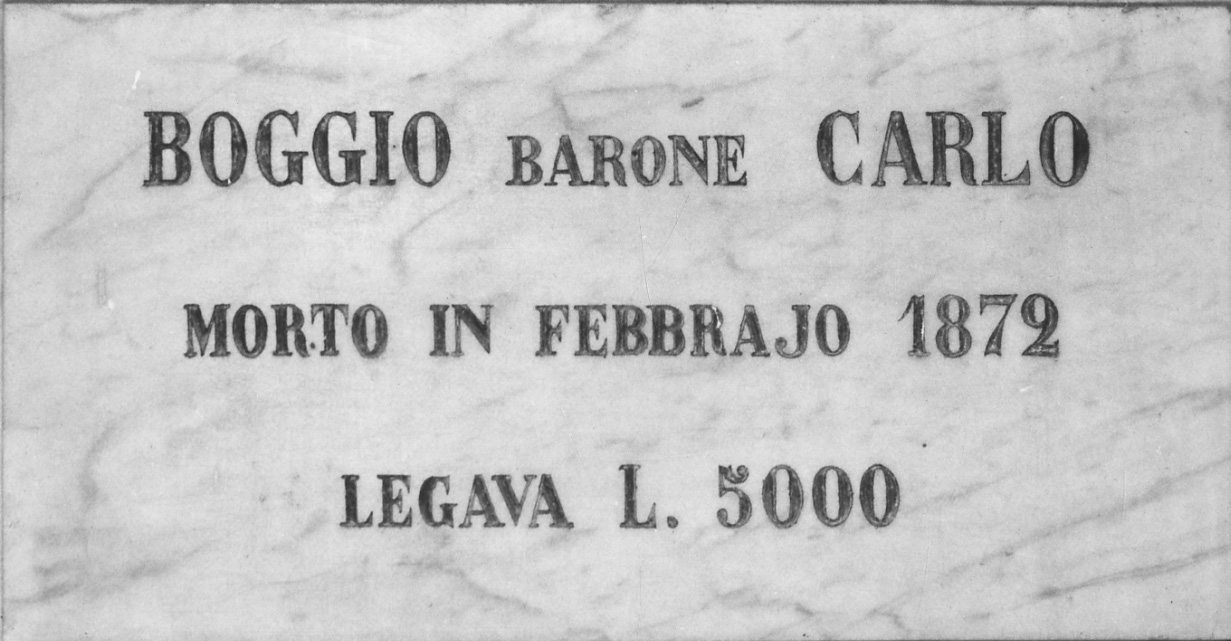 BOGGIO BARONE CARLO
MORTO IN FEBBRAJO 1872
LEGAVA L. 5000